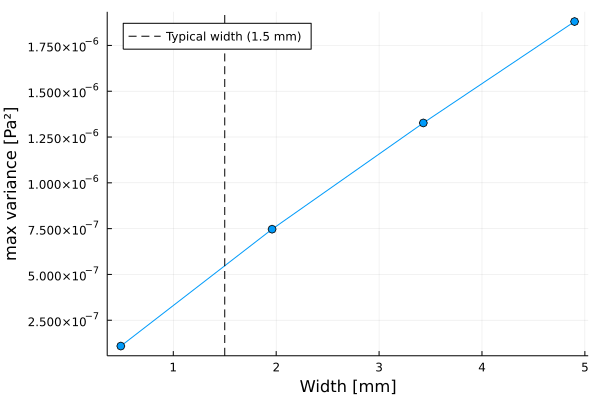 Typical width (1.5 mm)
1.750×10⁻⁶
1.500×10⁻⁶
1.250×10⁻⁶
1.000×10⁻⁶
7.500×10⁻⁷
5.000×10⁻⁷
2.500×10⁻⁷
max variance [Pa²]
1 2 3 4 5
Width [mm]